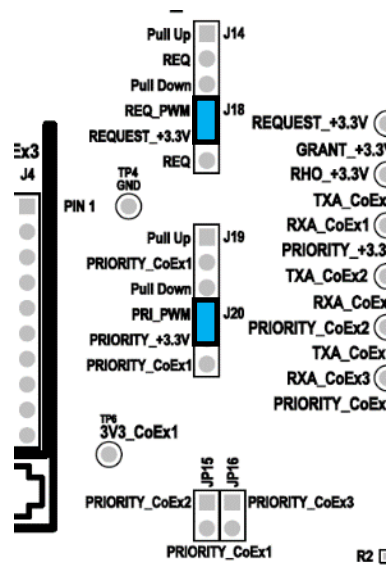 Pull Up J14
REQ
Pull Down
REQ_PWM J18
REQUEST_+3.3V
REQ
Ex3
J4
PIN 1
TP4
GND
Pull Up J19
PRIORITY_CoEx1
Pull Down
PRI_PWM J20
PRIORITY_+3.3V
PRIORITY_CoEx1
TP6
3V3_CoEx1
JP15
JP16
PRIORITY_CoEx2
PRIORITY_CoEx3
PRIORITY_CoEx1
REQUEST_+3.3V
GRANT_+3.3V
RHO_+3.3V
TXA_CoEx
RXA_CoEx1
PRIORITY_+3.3
TXA_CoEx2
RXA_CoEx
PRIORITY_CoEx2
TXA_CoEx
RXA_CoEx3
PRIORITY_CoEx
R2